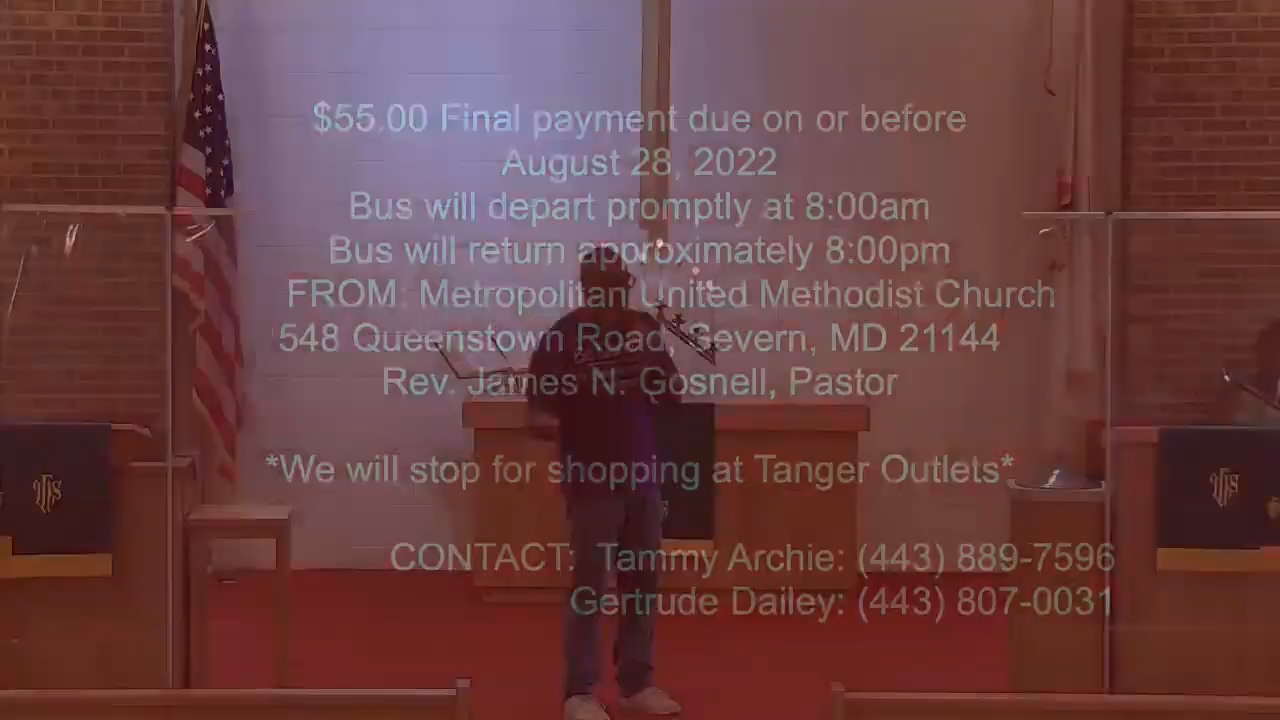 $55.00 Final payment due on or before
August 28, 2022
Bus will depart promptly at 8:00am
Bus will return approximately 8:00pm
FROM: Metropolitan United Methodist Church
548 Queenstown Road, Severn, MD 21144
Rev. James N. Gosnell, Pastor
*We will stop for shopping at Tanger Outlets*
CONTACT: Tammy Archie: (443) 889-7596
Gertrude Dailey: (443) 807-0031
IHS
IHS